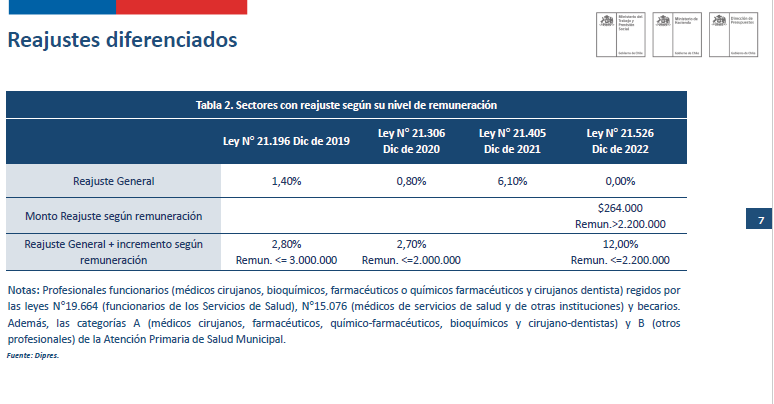 Reajustes diferenciados
Ministerio del
Trabajo y
Previsión
Social
Gobierno de Chile
Ministerio de
Hacienda
Gobierno de Chile
Dirección de
Presupuestos
Gobierno de Chile
Tabla 2. Sectores con reajuste según su nivel de remuneración
Ley N° 21.196 Dic de 2019
Ley N° 21.306
Dic de 2020
Ley N° 21.405
Dic de 2021
Ley N° 21.526
Dic de 2022
Reajuste General
1,40%
0,80%
6,10%
0,00%
Monto Reajuste según remuneración
$264.000
Remun.>2.200.000
Reajuste General + incremento según
remuneración
2,80%
Remun. <= 3.000.000
2,70%
Remun. <=2.000.000
12,00%
Remun. <=2.200.000
7
Notas: Profesionales funcionarios (médicos cirujanos, bioquímicos, farmacéuticos o químicos farmacéuticos y cirujanos dentista) regidos por
las leyes N°19.664 (funcionarios de los Servicios de Salud), N°15.076 (médicos de servicios de salud y de otras instituciones) y becarios.
Además, las categorías A (médicos cirujanos, farmacéuticos, químico-farmacéuticos, bioquímicos y cirujano-dentistas) y B (otros
profesionales) de la Atención Primaria de Salud Municipal.
Fuente: Dipres.